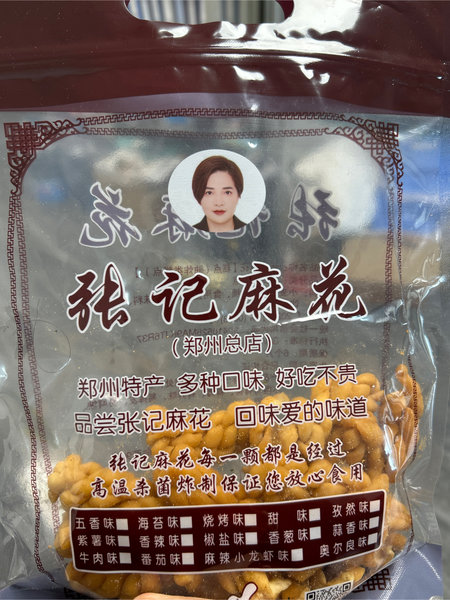 张记麻花
(郑州总店)
郑州特产 多种口味 好吃不贵
品尝张记麻花 回味爱的味道
张记麻花每一颗都是经过
高温杀菌炸制保证您放心食用
五香味 海苔味 烧烤味 甜味 孜然味
紫薯味 香辣味 椒盐味 香葱味 蒜香味
牛肉味 番茄味 麻辣小龙虾味 奥尔良味